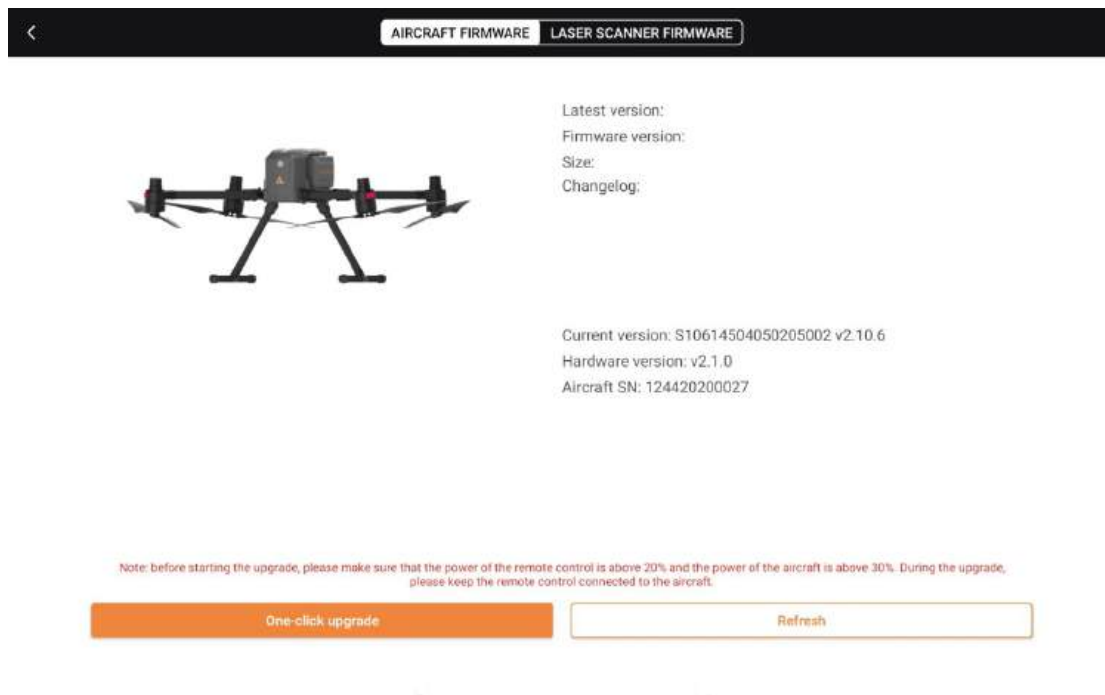 AIRCRAFT FIRMWARE LASER SCANNER FIRMWARE
Latest version:
Firmware version:
Size:
Changelog:
Current version: S10614504050205002 v2.10.6
Hardware version: v2.1.0
Aircraft SN: 124420200027
Note: before starting the upgrade, please make sure that the power of the remote control is above 20% and the power of the aircraft is above 30%. During the upgrade,
please keep the remote control connected to the aircraft.
One-click upgrade Refresh